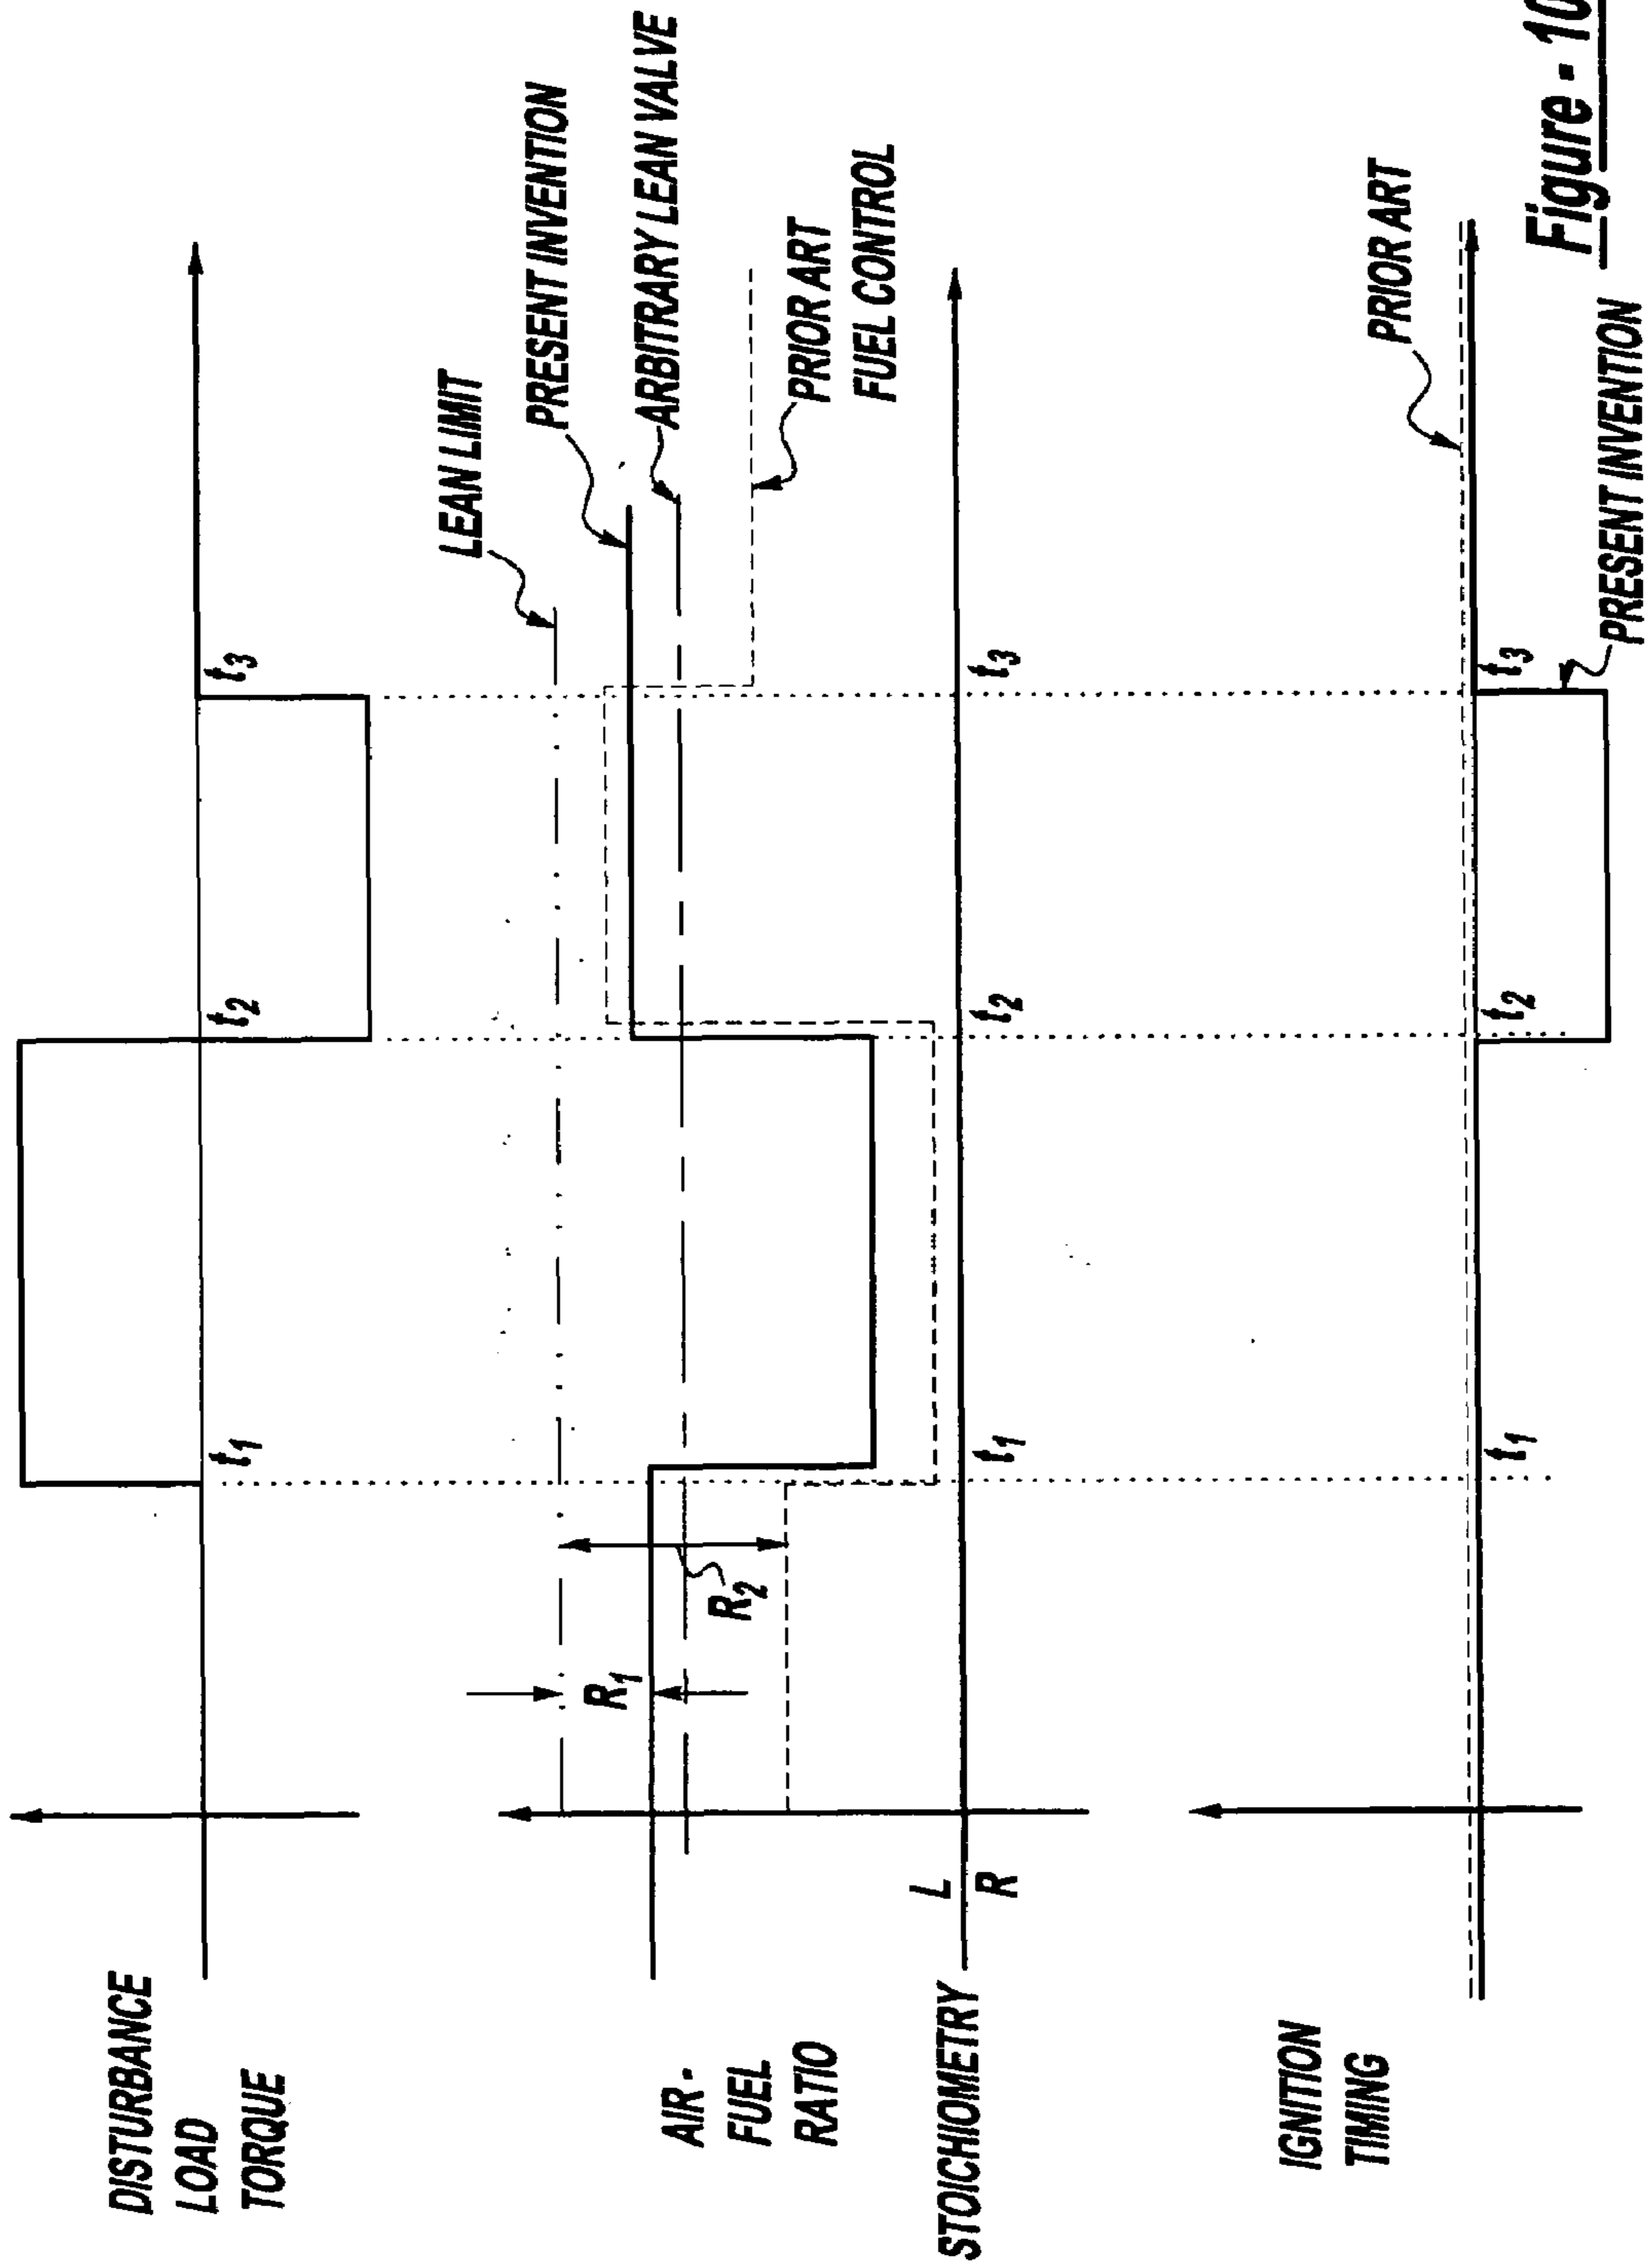 DISTURBANCE
LOAD
TORQUE
t1
t2
t3
LEAN LIMIT
PRESENT INVENTION
ARBITRARY LEAN VALVE
PRIOR ART
FUEL CONTROL
AIR-
FUEL
RATIO
R1
R2
L
R
STOICHIOMETRY
t1
t2
t3
IGNITION
TIMING
t1
t2
t3
PRIOR ART
PRESENT INVENTION
Figure - 10